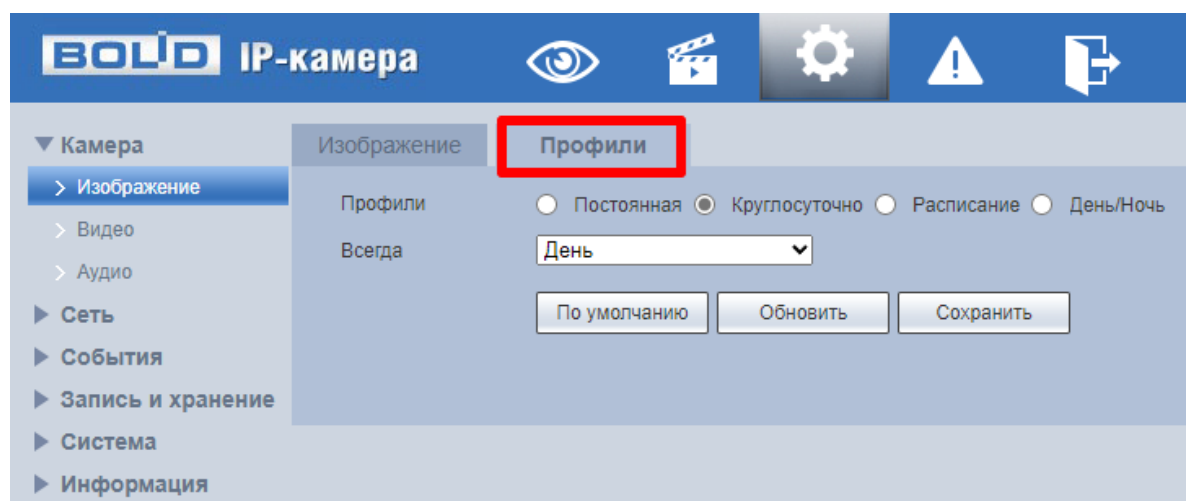 BOLID IP-камера
Камера
Изображение
Видео
Аудио
Сеть
События
Запись и хранение
Система
Информация
Изображение Профили
Профили Постоянная Круглосуточно Расписание День/Ночь
Всегда День
По умолчанию Обновить Сохранить